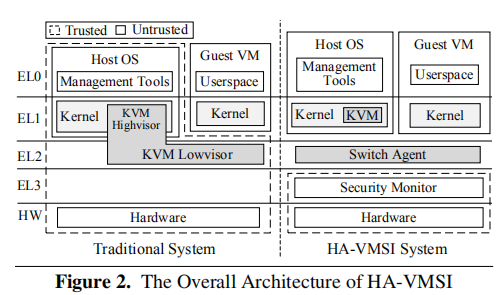 Trusted Untrusted
Host OS
Management Tools
Guest VM
Userspace
Host OS
Management
Tools
Guest VM
Userspace
EL0
EL1
Kernel
KVM
Highvisor
Kernel
Kernel KVM
Kernel
EL2
KVM Lowvisor
Switch Agent
EL3
Security Monitor
HW
Hardware
Hardware
Traditional System
HA-VMSI System
Figure 2. The Overall Architecture of HA-VMSI